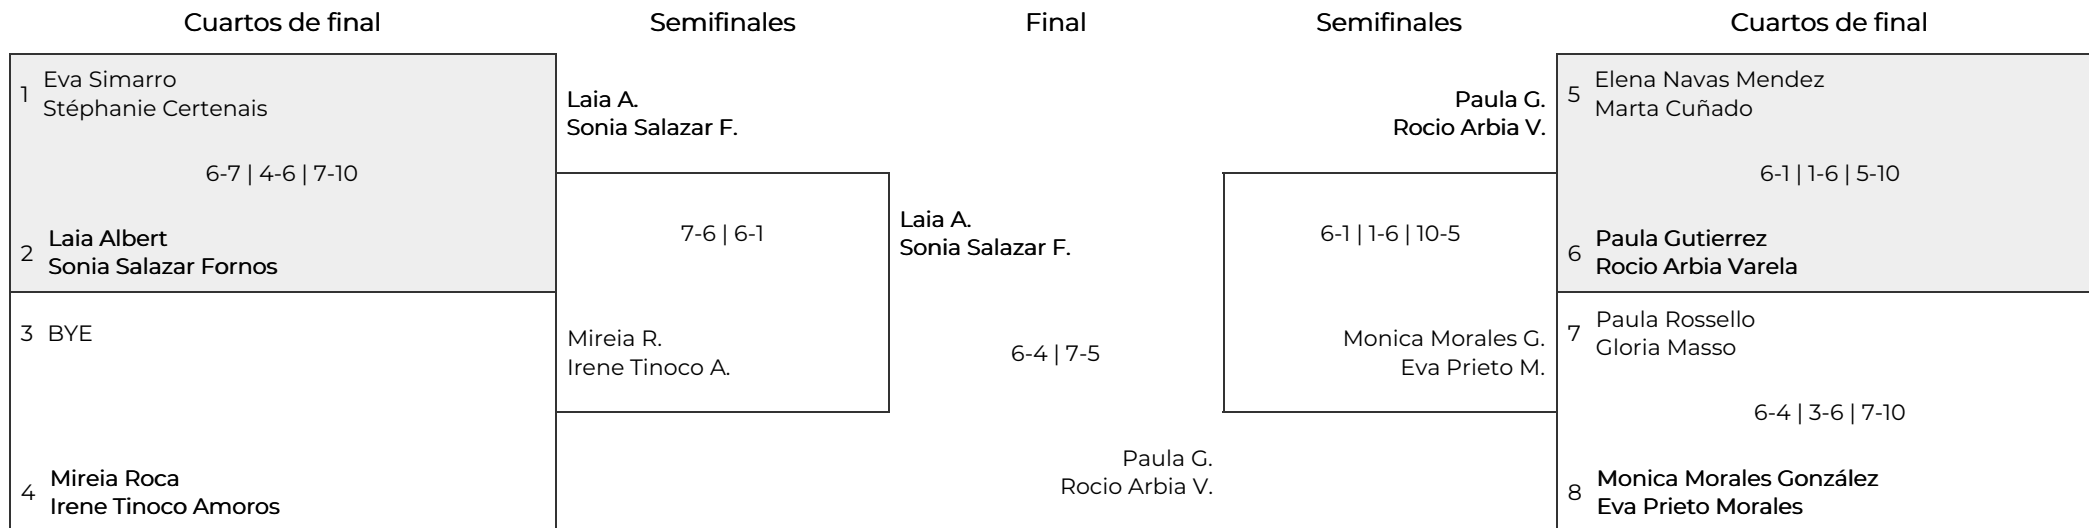 Cuartos de final
Semifinales
Final
Semifinales
Cuartos de final
1
Eva Simarro
Stéphanie Certenais
6-7 | 4-6 | 7-10
2
Laia Albert
Sonia Salazar Fornos
3 BYE
4
Mireia Roca
Irene Tinoco Amoros
Laia A.
Sonia Salazar F.
7-6 | 6-1
Mireia R.
Irene Tinoco A.
Laia A.
Sonia Salazar F.
6-4 | 7-5
Paula G.
Rocio Arbia V.
Paula G.
Rocio Arbia V.
6-1 | 1-6 | 10-5
Monica Morales G.
Eva Prieto M.
5
Elena Navas Mendez
Marta Cuñado
6-1 | 1-6 | 5-10
6
Paula Gutierrez
Rocio Arbia Varela
7
Paula Rossello
Gloria Masso
6-4 | 3-6 | 7-10
8
Monica Morales González
Eva Prieto Morales